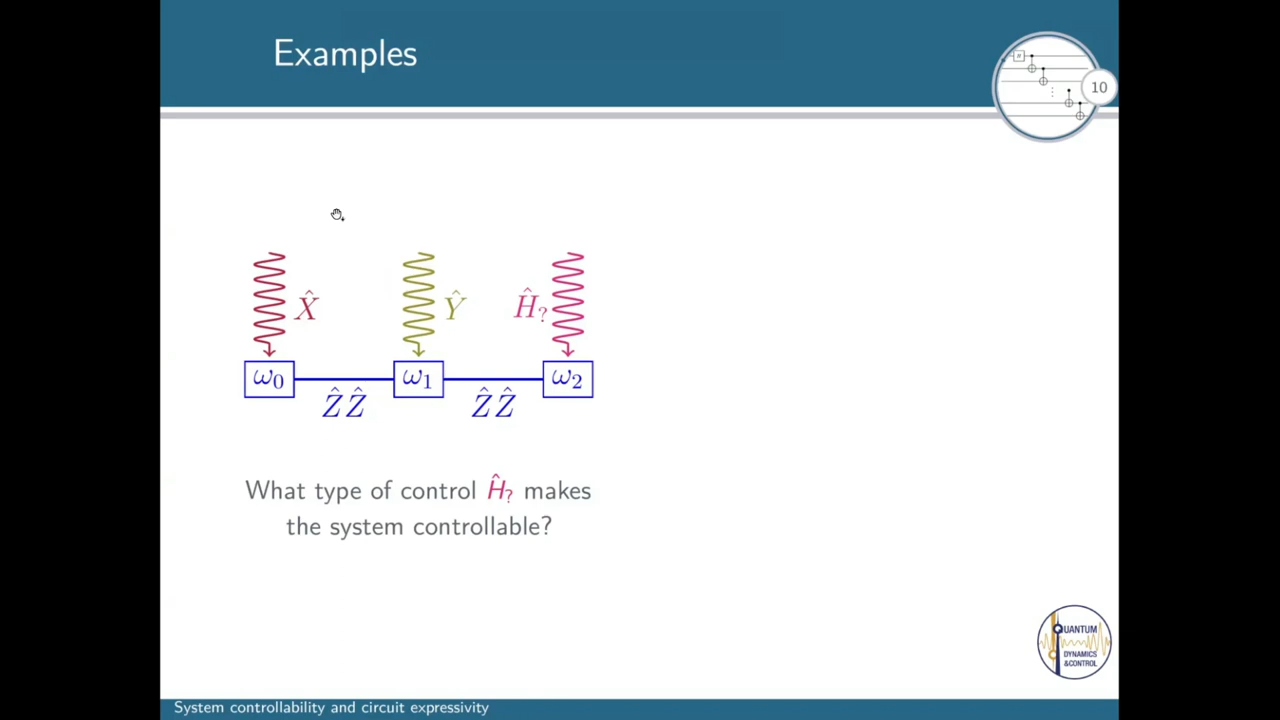 Examples
10
X̂ Ŷ Ĥ?
ω0 ω1 ω2
ẐẐ ẐẐ
What type of control Ĥ? makes
the system controllable?
QUANTUM
DYNAMICS
&CONTROL
System controllability and circuit expressivity